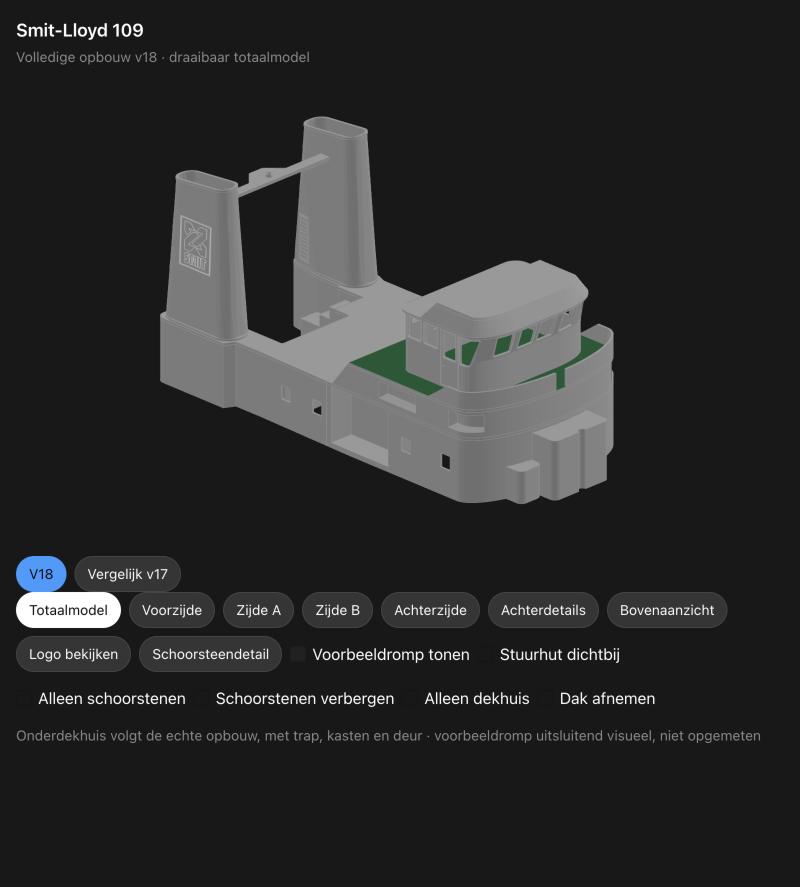 Smit-Lloyd 109
Volledige opbouw v18 · draaibaar totaalmodel
SMIT
V18 Vergelijk v17
Totaalmodel Voorzijde Zijde A Zijde B Achterzijde Achterdetails Bovenaanzicht
Logo bekijken Schoorsteendetail Voorbeeldromp tonen Stuurhut dichtbij
Alleen schoorstenen Schoorstenen verbergen Alleen dekhuis Dak afnemen
Onderdekhuis volgt de echte opbouw, met trap, kasten en deur · voorbeeldromp uitsluitend visueel, niet opgemeten